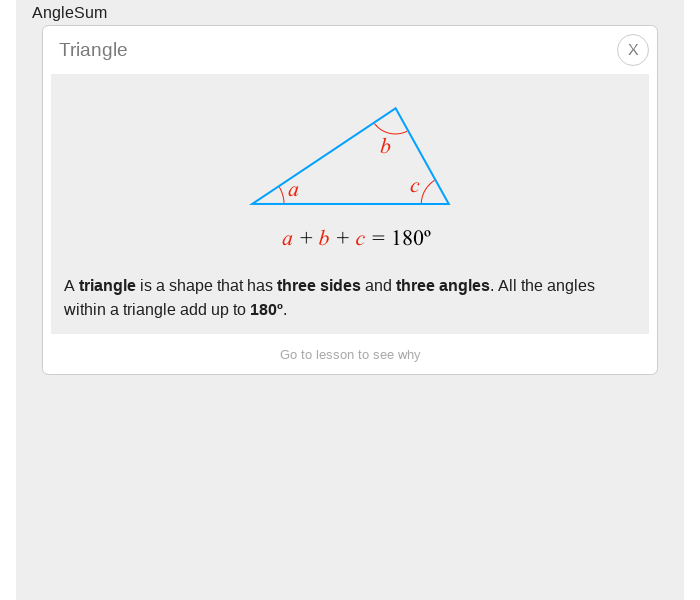 AngleSum
Triangle
X
b
a
c
a + b + c = 180º
A triangle is a shape that has three sides and three angles. All the angles
within a triangle add up to 180º.
Go to lesson to see why